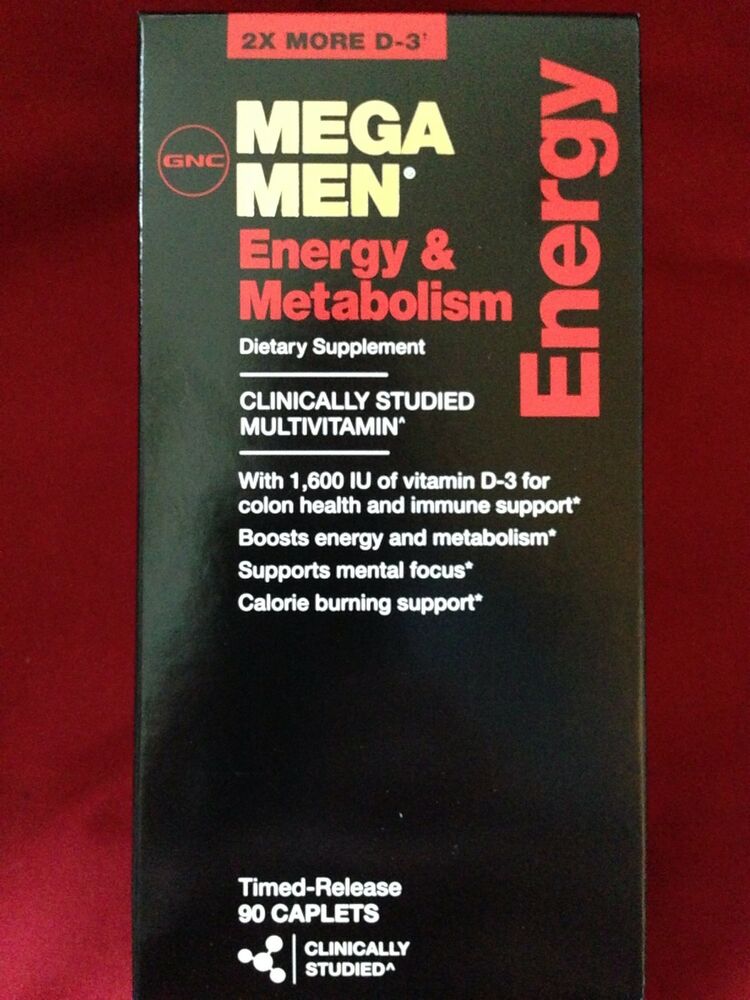 2X MORE D-3†
GNC
MEGA
MEN®
Energy &
Metabolism
Energy
Dietary Supplement
CLINICALLY STUDIED
MULTIVITAMIN^
With 1,600 IU of vitamin D-3 for
colon health and immune support*
Boosts energy and metabolism*
Supports mental focus*
Calorie burning support*
Timed-Release
90 CAPLETS
CLINICALLY
STUDIED^